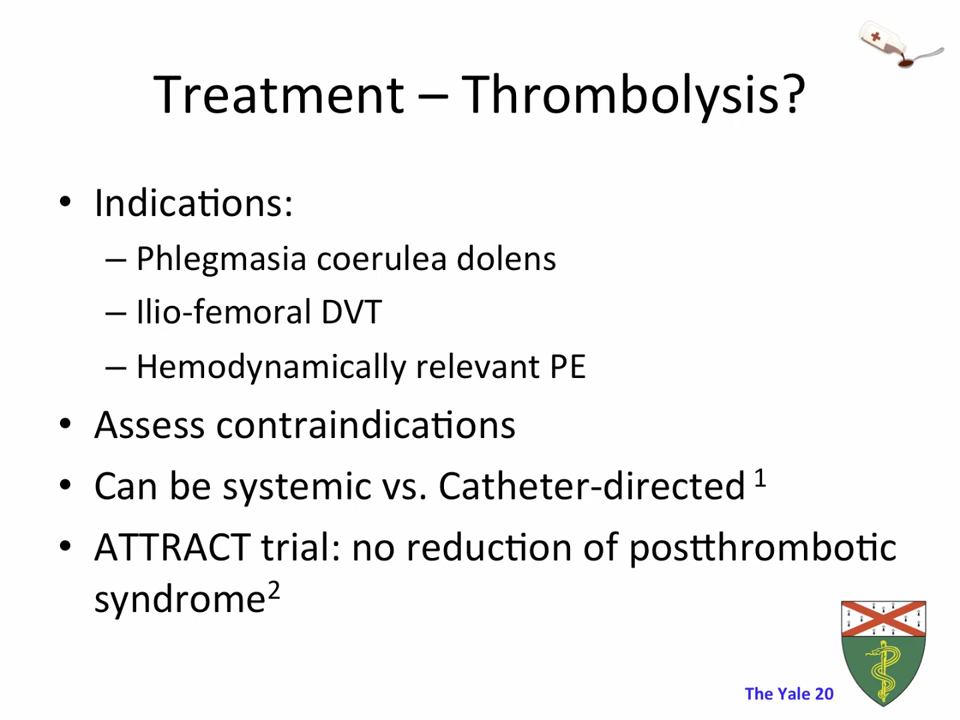 Treatment – Thrombolysis?
• Indications:
– Phlegmasia coerulea dolens
– Ilio-femoral DVT
– Hemodynamically relevant PE
• Assess contraindications
• Can be systemic vs. Catheter-directed 1
• ATTRACT trial: no reduction of postthrombotic
syndrome2
The Yale 20